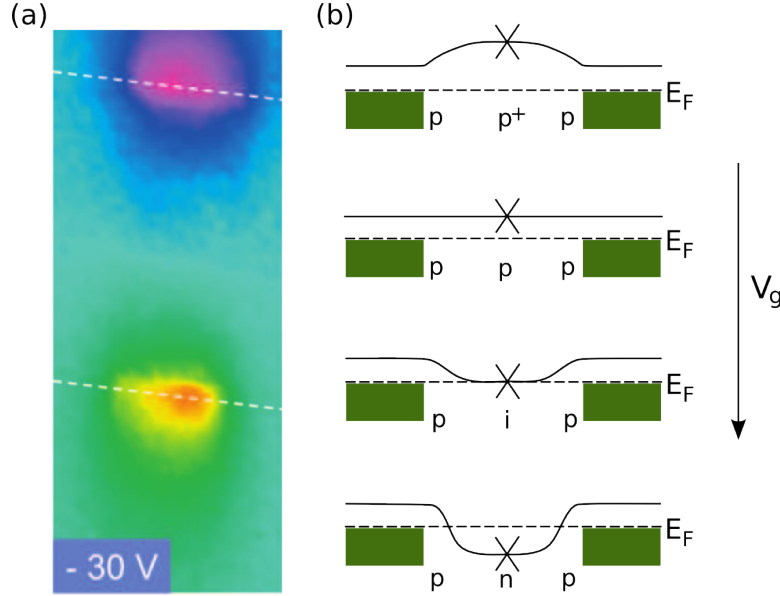 (a)
(b)
- 30 V
E_F
p p⁺ p
E_F
p p p
V_g
E_F
p i p
E_F
p n p